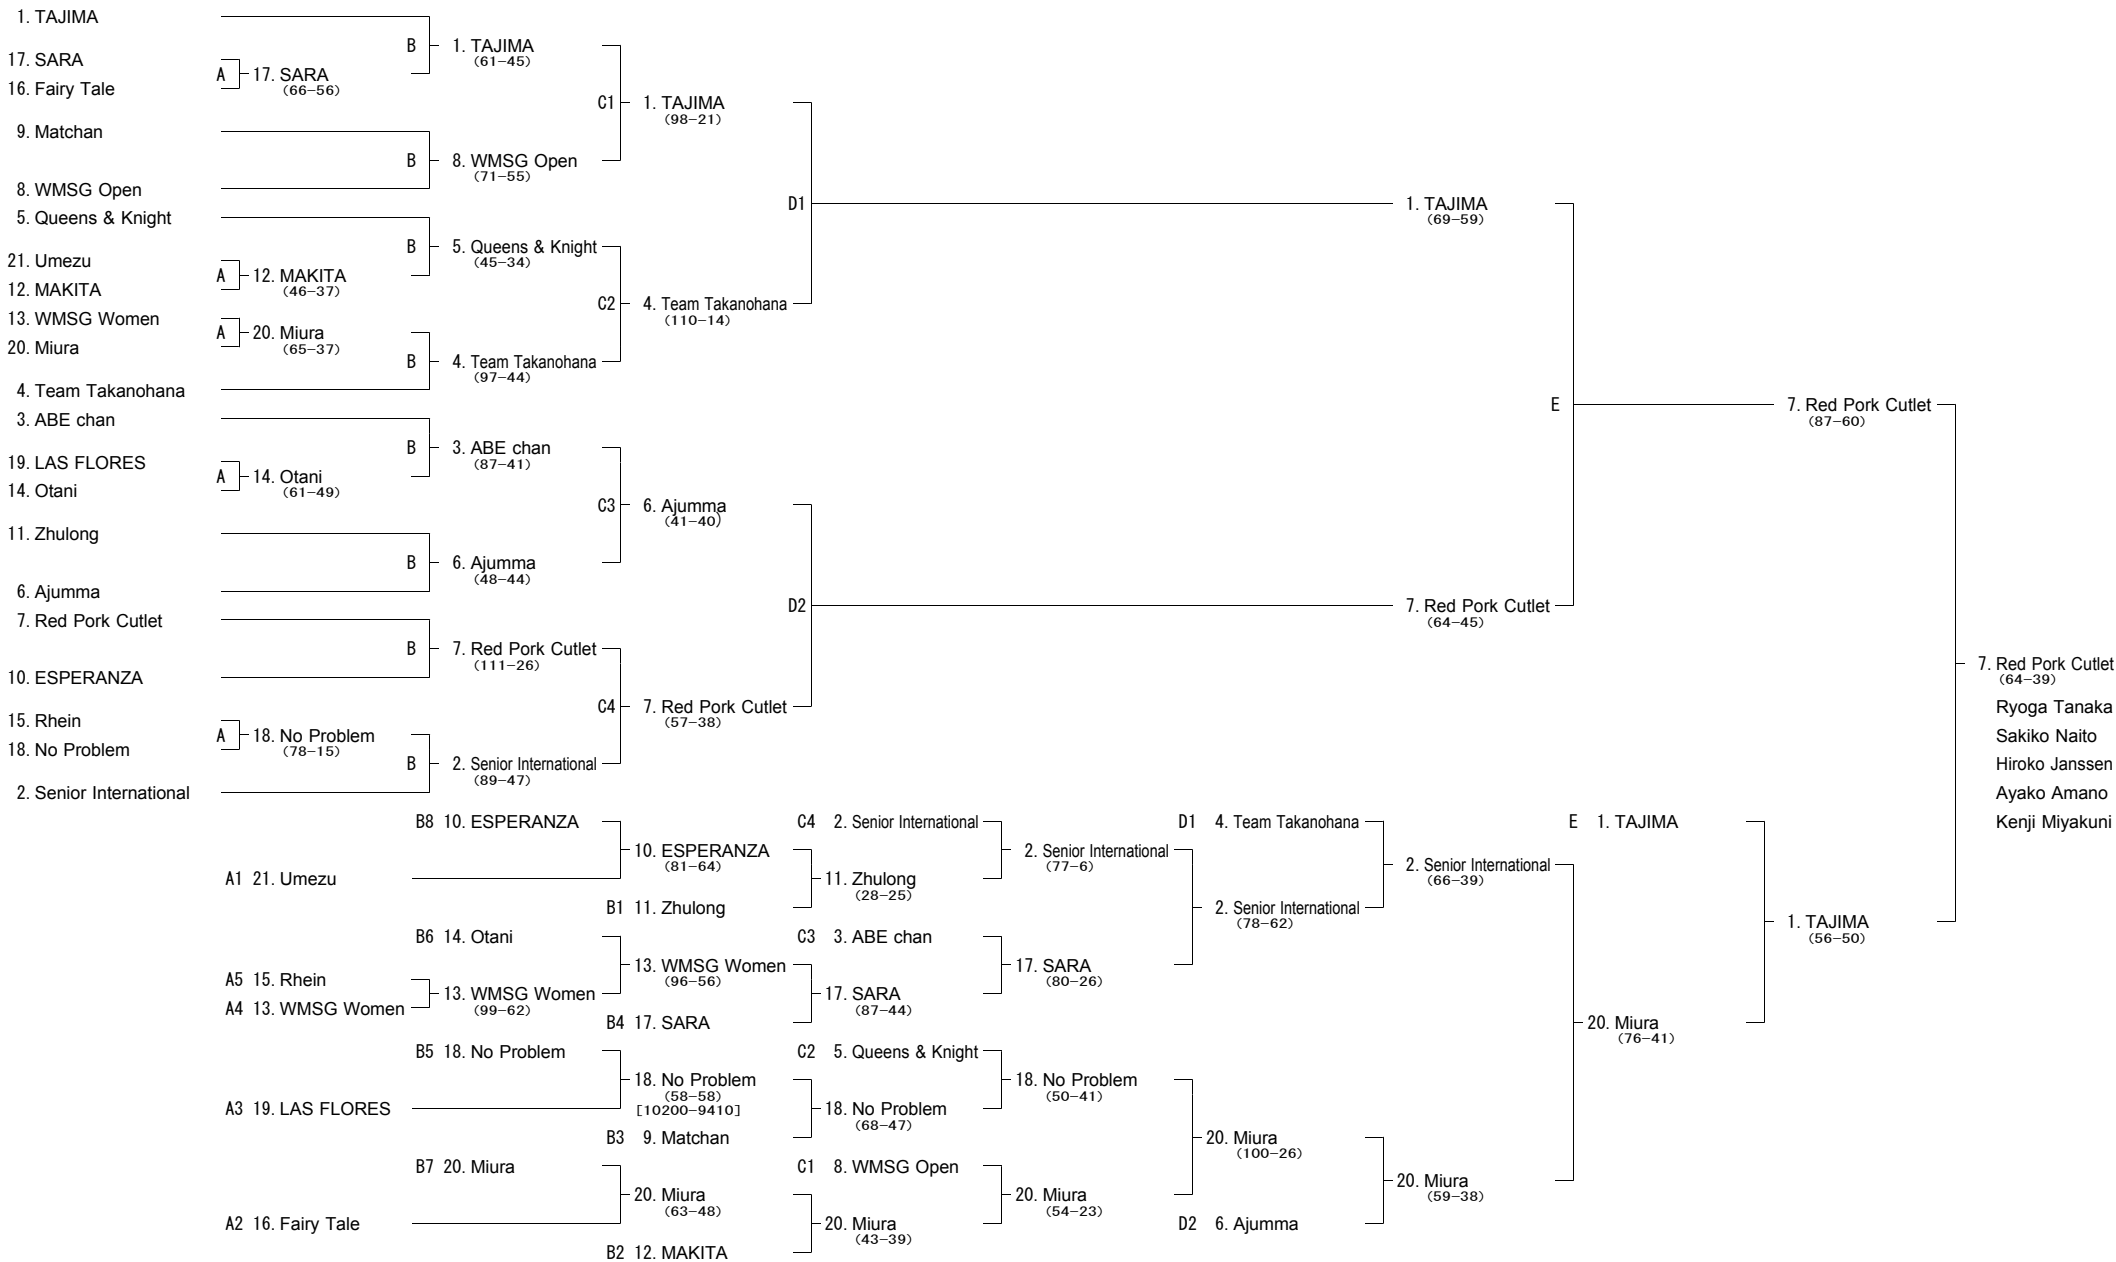 1. TAJIMA
17. SARA
16. Fairy Tale
9. Matchan
8. WMSG Open
5. Queens & Knight
21. Umezu
12. MAKITA
13. WMSG Women
20. Miura
4. Team Takanohana
3. ABE chan
19. LAS FLORES
14. Otani
11. Zhulong
6. Ajumma
7. Red Pork Cutlet
10. ESPERANZA
15. Rhein
18. No Problem
2. Senior International
A 17. SARA
(66-56)
A 12. MAKITA
(46-37)
A 20. Miura
(65-37)
A 14. Otani
(61-49)
A 18. No Problem
(78-15)
B 1. TAJIMA
(61-45)
B 8. WMSG Open
(71-55)
B 5. Queens & Knight
(45-34)
B 4. Team Takanohana
(97-44)
B 3. ABE chan
(87-41)
B 6. Ajumma
(48-44)
B 7. Red Pork Cutlet
(111-26)
B 2. Senior International
(89-47)
C1 1. TAJIMA
(98-21)
C2 4. Team Takanohana
(110-14)
C3 6. Ajumma
(41-40)
C4 7. Red Pork Cutlet
(57-38)
D1 1. TAJIMA
(69-59)
D2 7. Red Pork Cutlet
(64-45)
E 7. Red Pork Cutlet
(87-60)
7. Red Pork Cutlet
(64-39)
Ryoga Tanaka
Sakiko Naito
Hiroko Janssen
Ayako Amano
Kenji Miyakuni
A1 21. Umezu
A5 15. Rhein
A4 13. WMSG Women
A3 19. LAS FLORES
A2 16. Fairy Tale
B8 10. ESPERANZA
B6 14. Otani
13. WMSG Women
(99-62)
B5 18. No Problem
B7 20. Miura
10. ESPERANZA
(81-64)
B1 11. Zhulong
13. WMSG Women
(96-56)
B4 17. SARA
18. No Problem
(58-58)
[10200-9410]
B3 9. Matchan
20. Miura
(63-48)
B2 12. MAKITA
C4 2. Senior International
11. Zhulong
(28-25)
C3 3. ABE chan
17. SARA
(87-44)
C2 5. Queens & Knight
18. No Problem
(68-47)
C1 8. WMSG Open
20. Miura
(43-39)
2. Senior International
(77-6)
17. SARA
(80-26)
18. No Problem
(50-41)
20. Miura
(54-23)
D1 4. Team Takanohana
2. Senior International
(78-62)
20. Miura
(100-26)
D2 6. Ajumma
2. Senior International
(66-39)
20. Miura
(59-38)
E 1. TAJIMA
20. Miura
(76-41)
1. TAJIMA
(56-50)